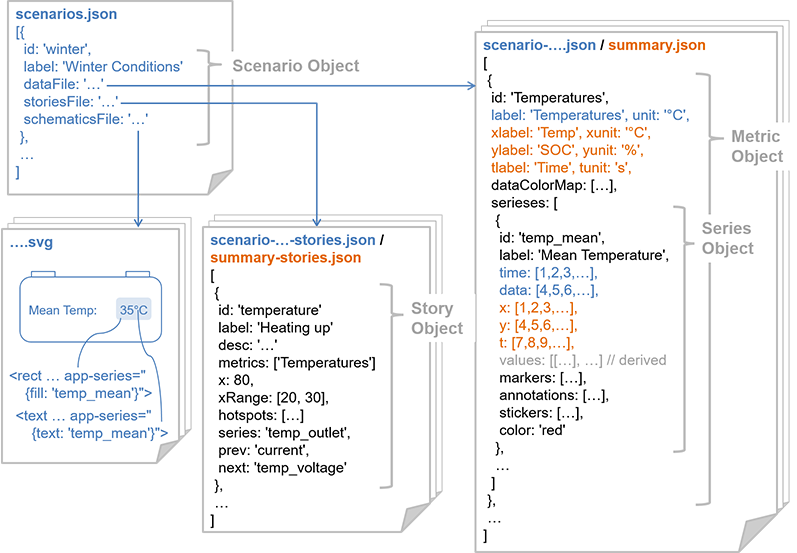 scenarios.json
[{
id: 'winter',
label: 'Winter Conditions'
dataFile: '…'
storiesFile: '…'
schematicsFile: '…'
},
…
]
Scenario Object
….svg
Mean Temp: 35°C
<rect … app-series="
{fill: 'temp_mean'}">
<text … app-series="
{text: 'temp_mean'}">
scenario-…-stories.json /
summary-stories.json
[
{
id: 'temperature'
label: 'Heating up'
desc: '…'
metrics: ['Temperatures']
x: 80,
xRange: [20, 30],
hotspots: […]
series: 'temp_outlet',
prev: 'current',
next: 'temp_voltage'
},
…
]
Story
Object
scenario-….json / summary.json
[
{
id: 'Temperatures',
label: 'Temperatures', unit: '°C',
xlabel: 'Temp', xunit: '°C',
ylabel: 'SOC', yunit: '%',
tlabel: 'Time', tunit: 's',
dataColorMap: […],
serieses: [
{
id: 'temp_mean',
label: 'Mean Temperature',
time: [1,2,3,…],
data: [4,5,6,…],
x: [1,2,3,…],
y: [4,5,6,…],
t: [7,8,9,…],
values: [[…], …] // derived
markers: […],
annotations: […],
stickers: […],
color: 'red'
},
…
]
},
…
]
Metric
Object
Series
Object